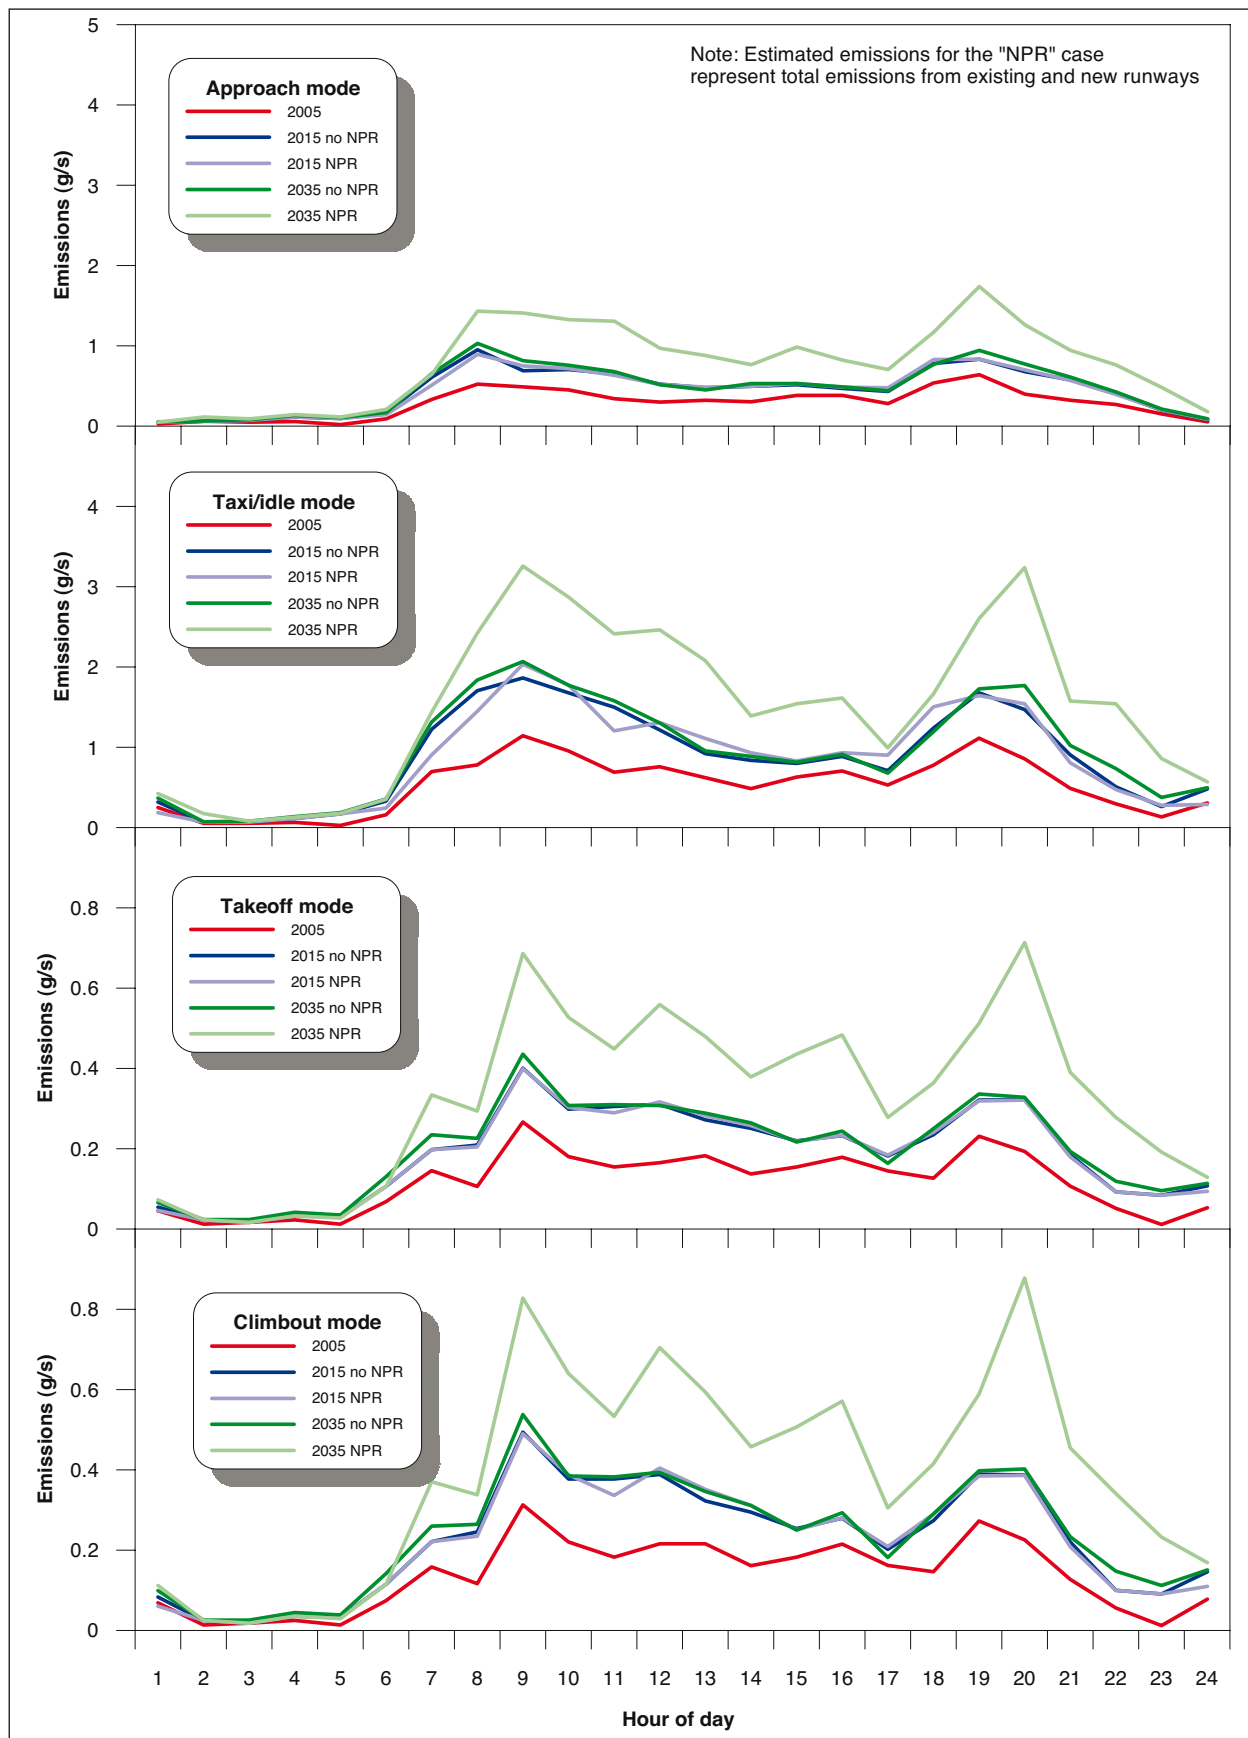 Note: Estimated emissions for the "NPR" case
represent total emissions from existing and new runways
Emissions (g/s)
5
4
3
2
1
0
Approach mode
2005
2015 no NPR
2015 NPR
2035 no NPR
2035 NPR
Emissions (g/s)
4
3
2
1
0
Taxi/idle mode
2005
2015 no NPR
2015 NPR
2035 no NPR
2035 NPR
Emissions (g/s)
0.8
0.6
0.4
0.2
0
Takeoff mode
2005
2015 no NPR
2015 NPR
2035 no NPR
2035 NPR
Emissions (g/s)
0.8
0.6
0.4
0.2
0
Climbout mode
2005
2015 no NPR
2015 NPR
2035 no NPR
2035 NPR
1 2 3 4 5 6 7 8 9 10 11 12 13 14 15 16 17 18 19 20 21 22 23 24
Hour of day